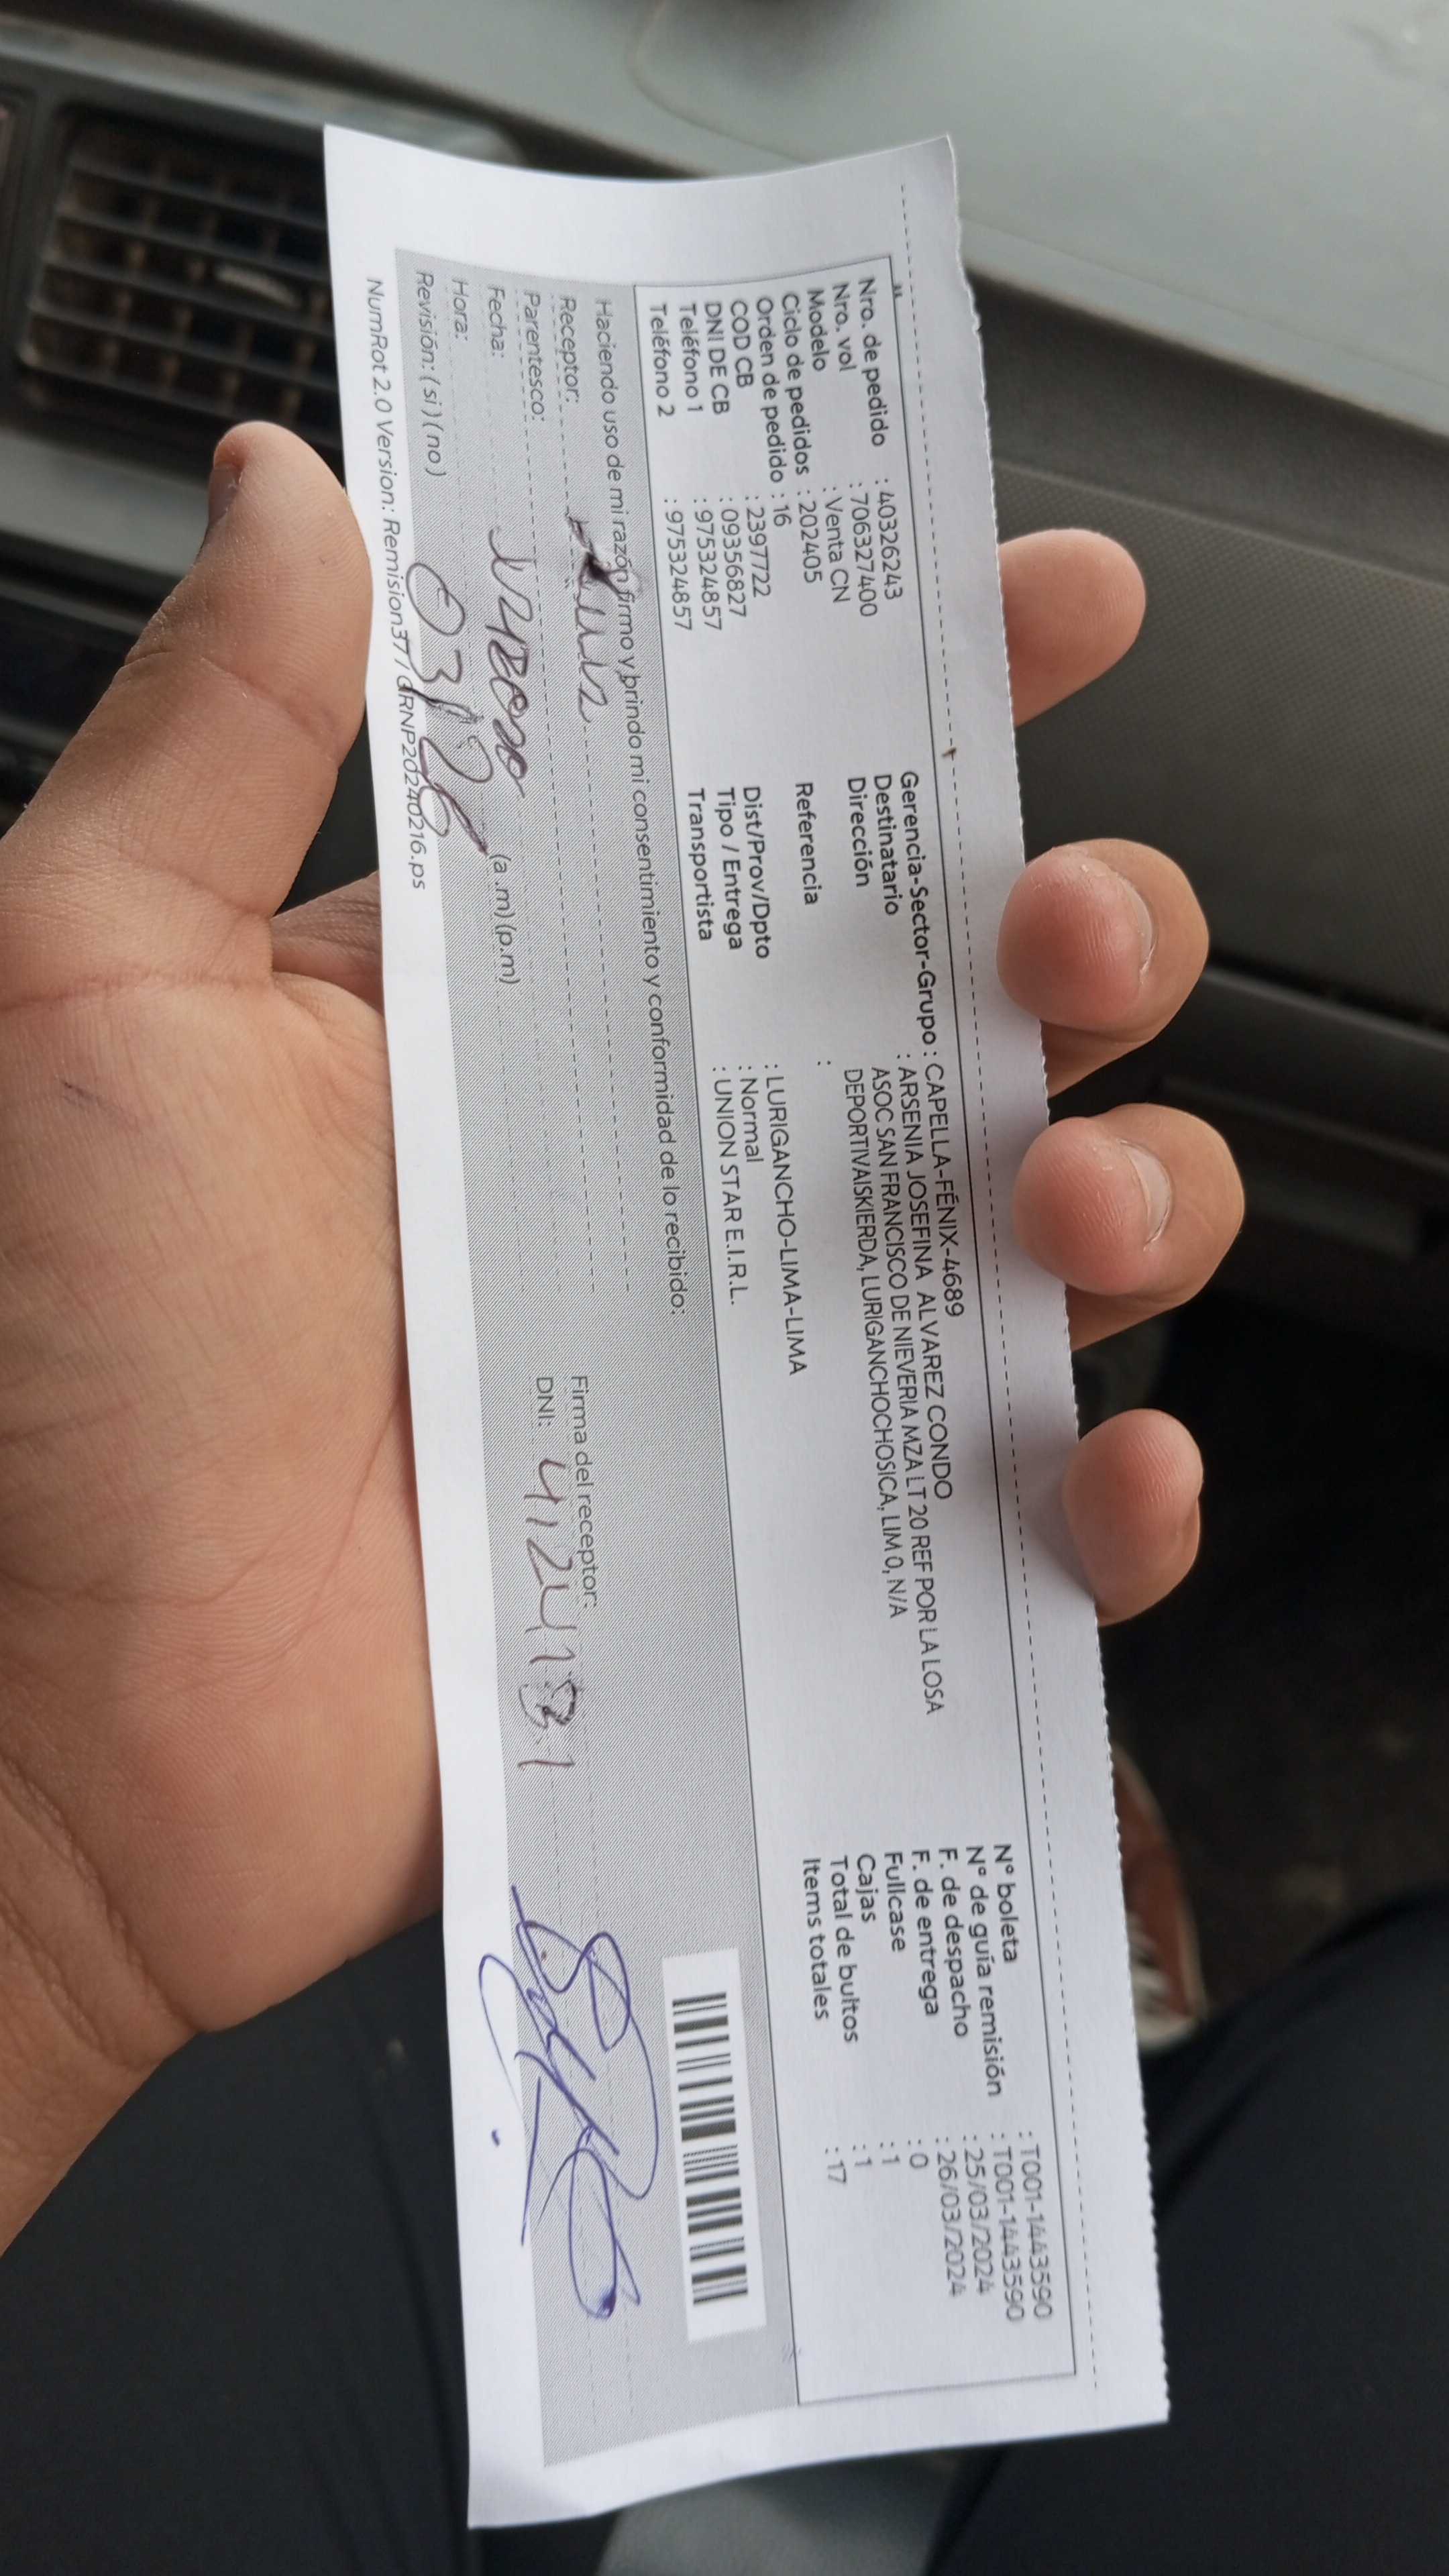 Nro. de pedido : 40326243
Nro. vol : 706327400
Modelo : Venta CN
Ciclo de pedidos : 202405
Orden de pedido : 16
COD CB : 2397722
DNI DE CB : 09356827
Teléfono 1 : 975324857
Teléfono 2 : 975324857
Gerencia-Sector-Grupo : CAPELLA-FÉNIX-4689
Destinatario : ARSENIA JOSEFINA ALVAREZ CONDO
Dirección ASOC SAN FRANCISCO DE NIEVERIA MZA LT 20 REF POR LA LOSA
DEPORTIVAISKIERDA, LURIGANCHOCHOSICA, LIM 0, N/A
Referencia :
Dist/Prov/Dpto : LURIGANCHO-LIMA-LIMA
Tipo / Entrega : Normal
Transportista : UNION STAR E.I.R.L.
N° boleta : T001-1443590
N° de guía remisión : T001-1443590
F. de despacho : 25/03/2024
F. de entrega : 26/03/2024
Fullcase : 0
Cajas : 1
Total de bultos : 1
Items totales : 17
Haciendo uso de mi razón firmo y brindo mi consentimiento y conformidad de lo recibido:
Receptor: Luis
Parentesco:
Fecha:
Hora: (a.m) (p.m)
Revisión: (si) (no)
Firma del receptor:
DNI: 41241831
NumRot 2.0 Version: Remision37 / GRNP20240216.ps